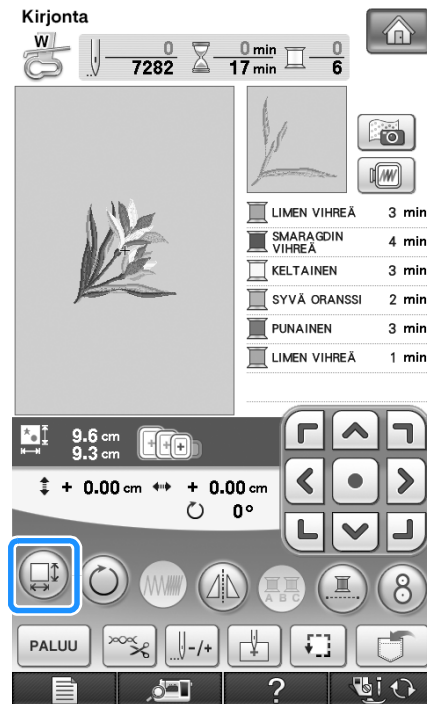 Kirjonta
W
0 0 min 0
7282 17 min 6
LIMEN VIHREÄ 3 min
SMARAGDIN VIHREÄ 4 min
KELTAINEN 3 min
SYVÄ ORANSSI 2 min
PUNAINEN 3 min
LIMEN VIHREÄ 1 min
9.6 cm
9.3 cm
+ 0.00 cm + 0.00 cm
0°
A B C
8
PALUU
-/+
?